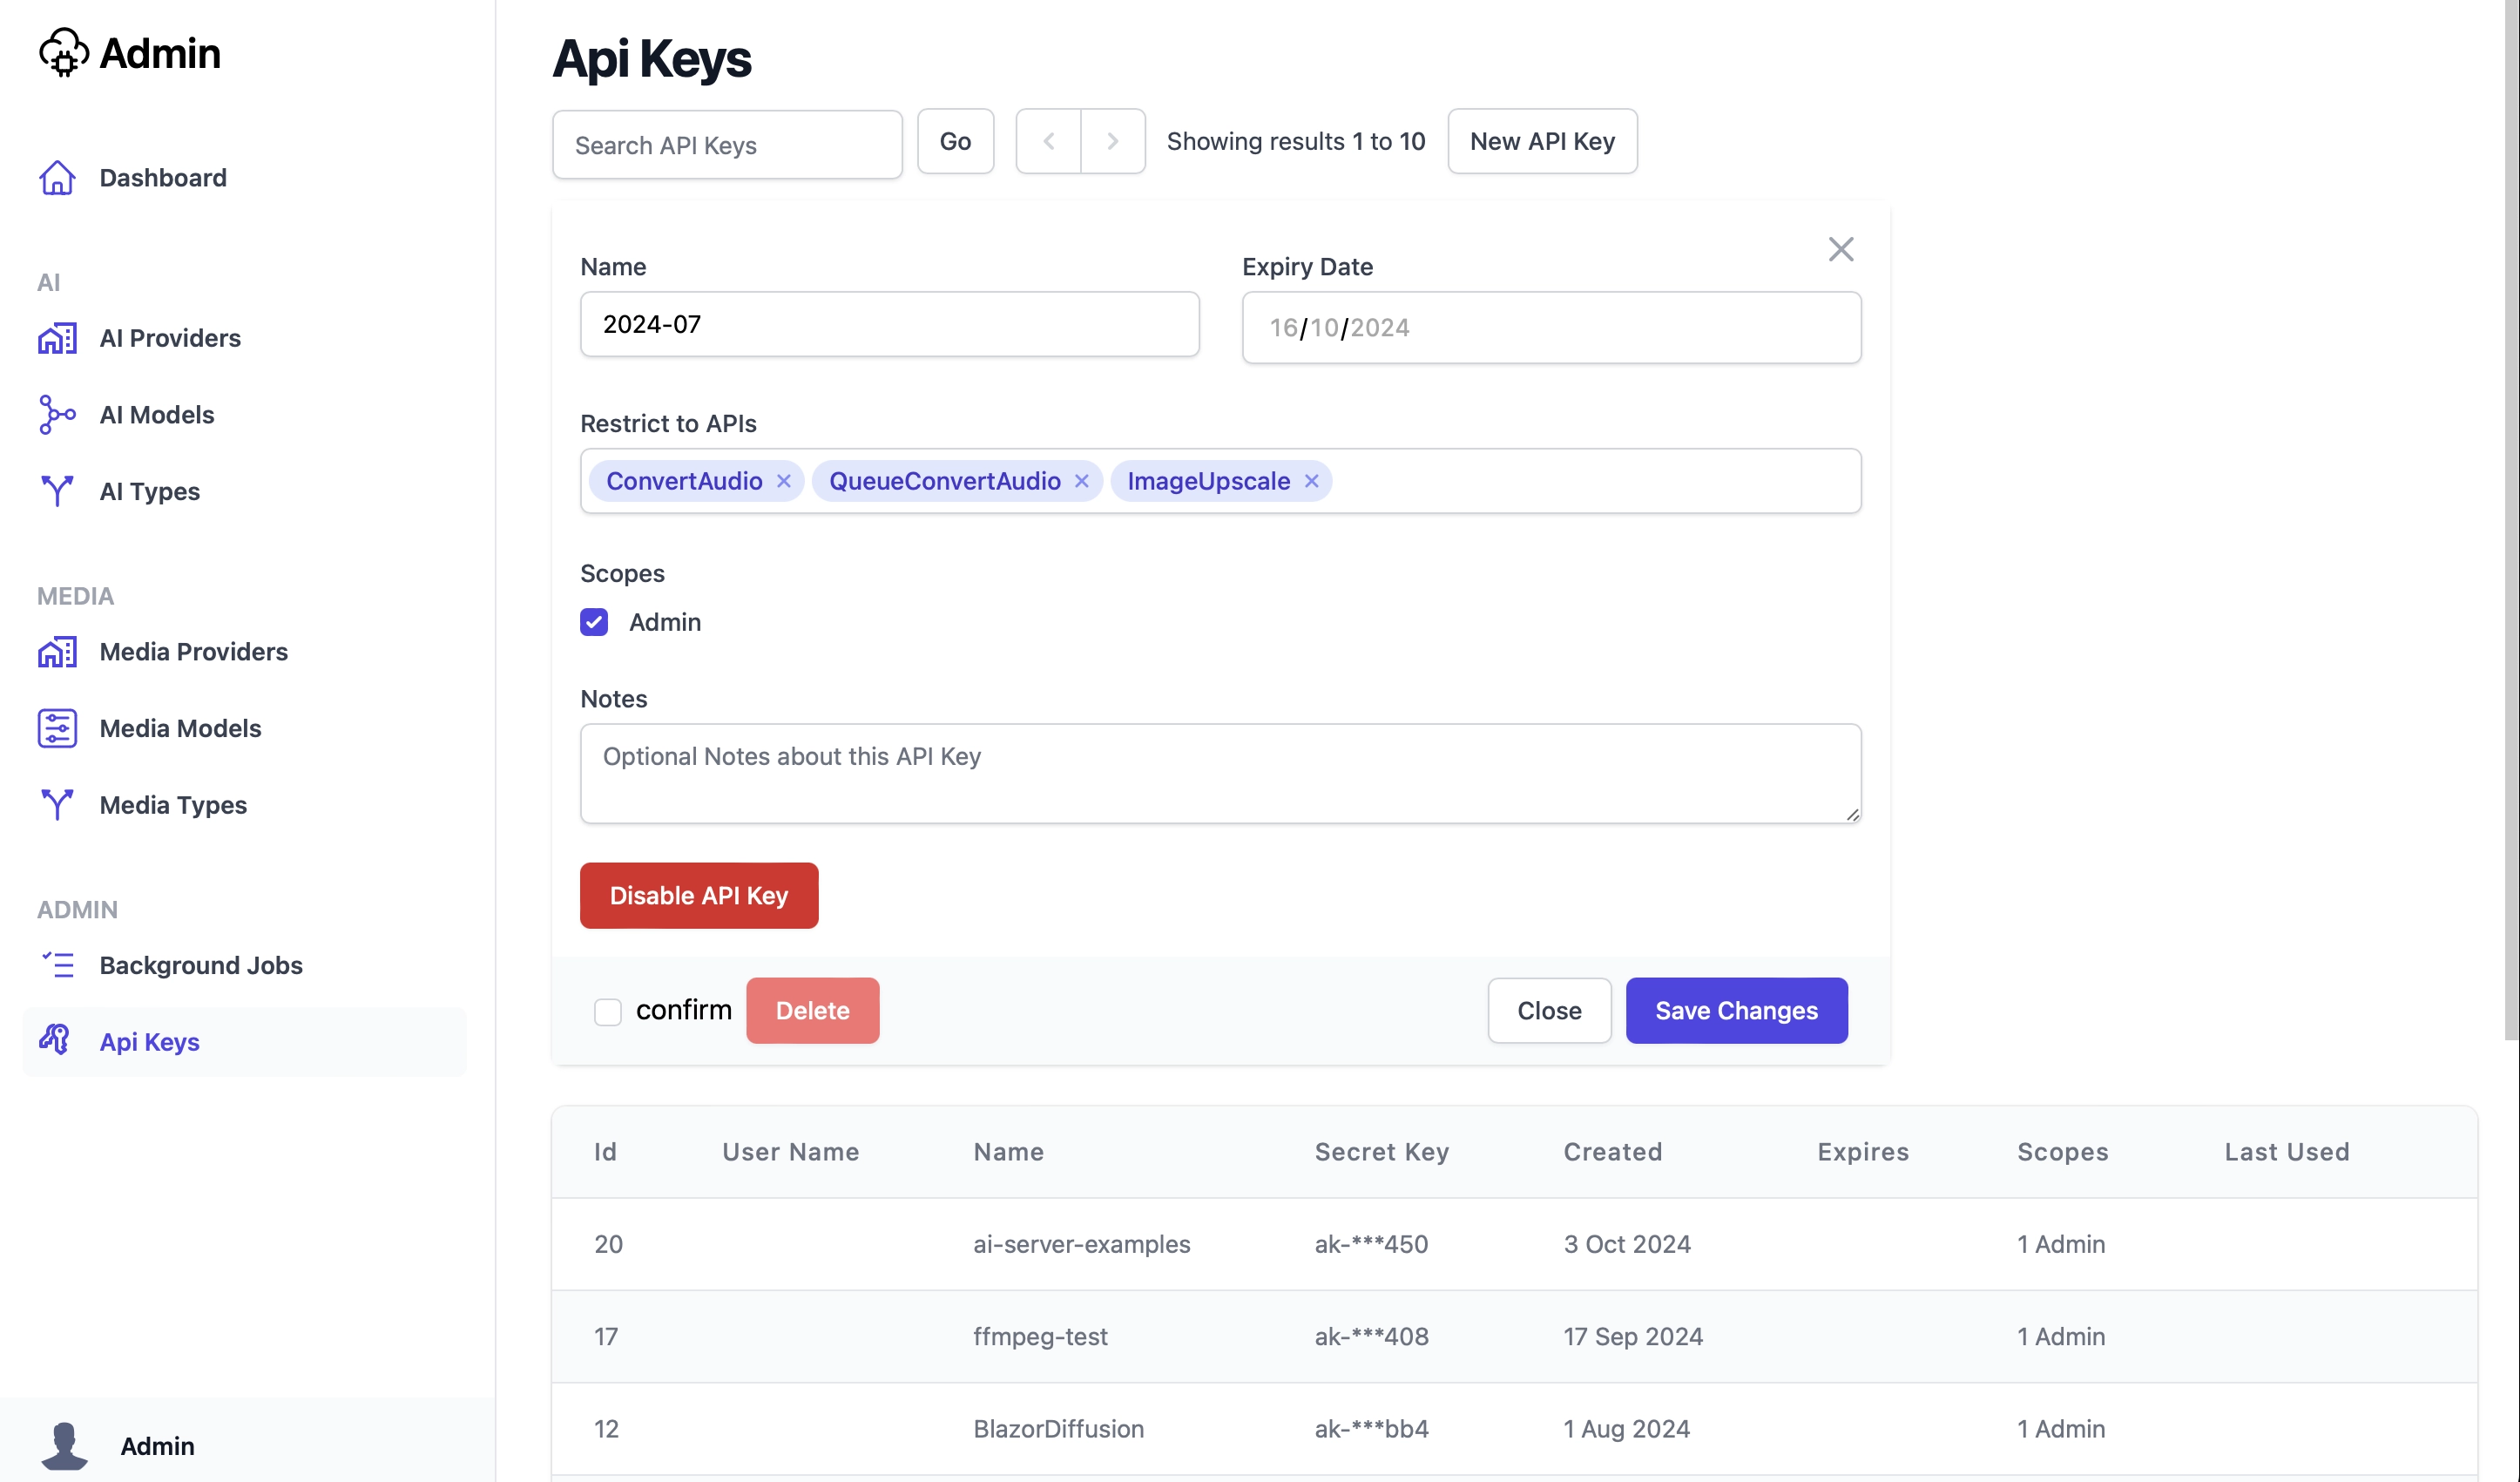 Admin
Dashboard
AI
AI Providers
AI Models
AI Types
MEDIA
Media Providers
Media Models
Media Types
ADMIN
Background Jobs
Api Keys
Admin
Api Keys
Search API Keys
Go
Showing results 1 to 10
New API Key
Name
Expiry Date
2024-07
16/10/2024
Restrict to APIs
ConvertAudio
QueueConvertAudio
ImageUpscale
Scopes
Admin
Notes
Optional Notes about this API Key
Disable API Key
confirm
Delete
Close
Save Changes
Id User Name Name Secret Key Created Expires Scopes Last Used
20 ai-server-examples ak-***450 3 Oct 2024 1 Admin
17 ffmpeg-test ak-***408 17 Sep 2024 1 Admin
12 BlazorDiffusion ak-***bb4 1 Aug 2024 1 Admin